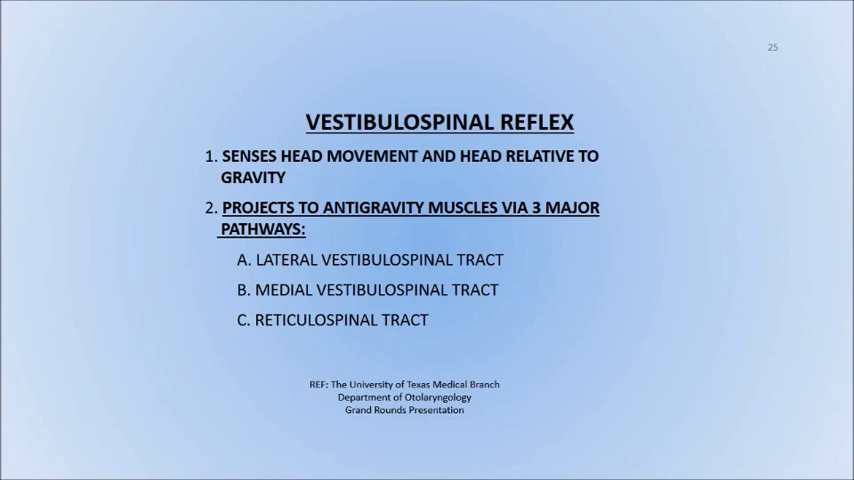 25
VESTIBULOSPINAL REFLEX
1. SENSES HEAD MOVEMENT AND HEAD RELATIVE TO
GRAVITY
2. PROJECTS TO ANTIGRAVITY MUSCLES VIA 3 MAJOR
PATHWAYS:
A. LATERAL VESTIBULOSPINAL TRACT
B. MEDIAL VESTIBULOSPINAL TRACT
C. RETICULOSPINAL TRACT
REF: The University of Texas Medical Branch
Department of Otolaryngology
Grand Rounds Presentation